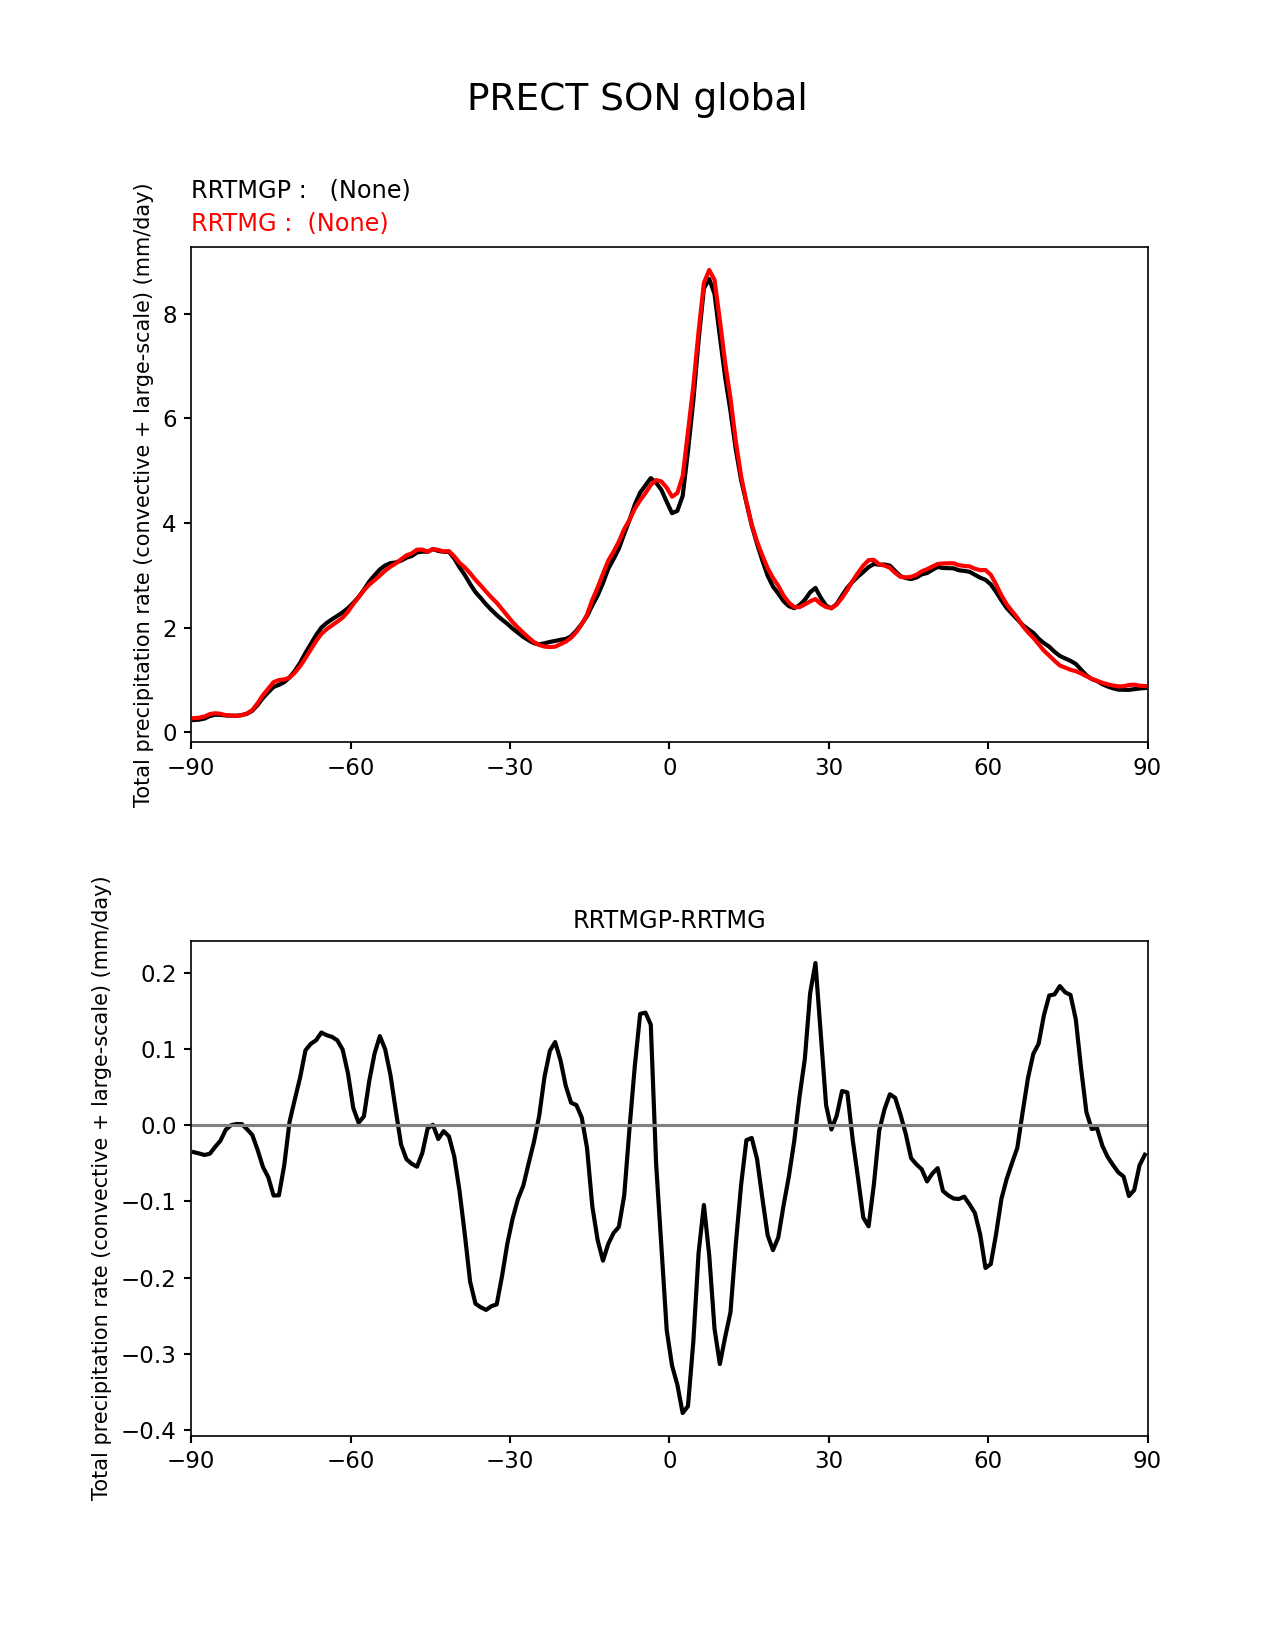 PRECT SON global
RRTMGP :   (None)
RRTMG :  (None)
Total precipitation rate (convective + large-scale) (mm/day)
8
6
4
2
0
−90 −60 −30 0 30 60 90
RRTMGP-RRTMG
Total precipitation rate (convective + large-scale) (mm/day)
0.2
0.1
0.0
−0.1
−0.2
−0.3
−0.4
−90 −60 −30 0 30 60 90